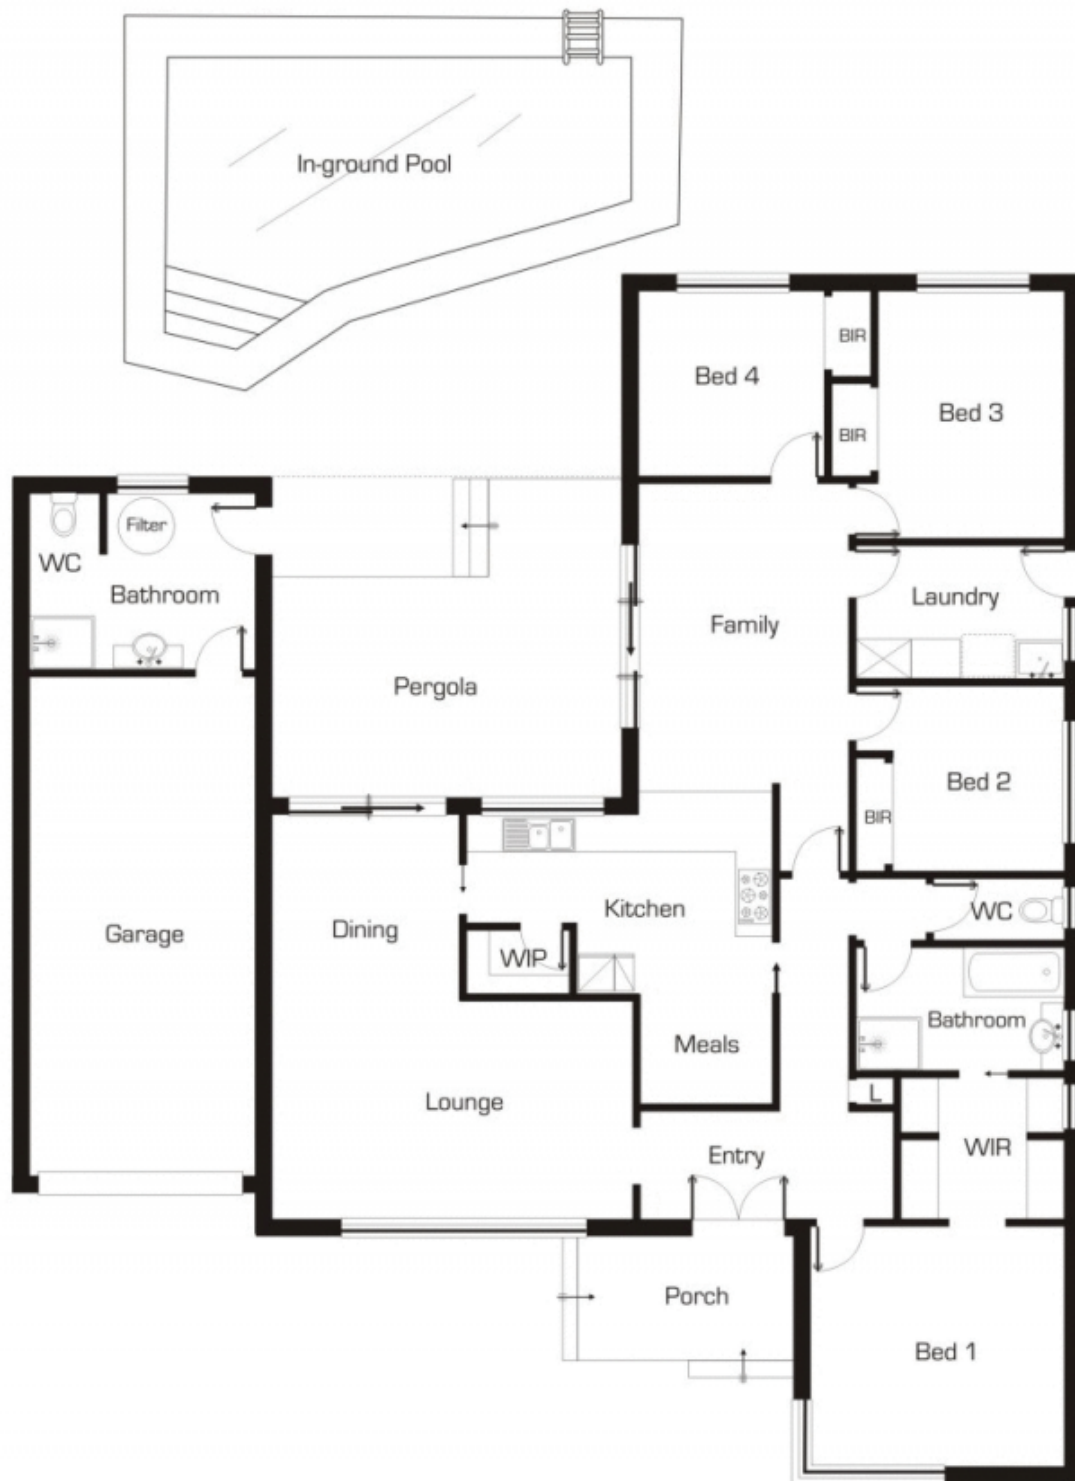 In-ground Pool
BIR
Bed 4
Bed 3
BIR
Filter
WC
Bathroom
Laundry
Family
Pergola
Bed 2
BIR
Kitchen
WC
Dining
Garage
WIP
Bathroom
Meals
L
Lounge
WIR
Entry
Porch
Bed 1